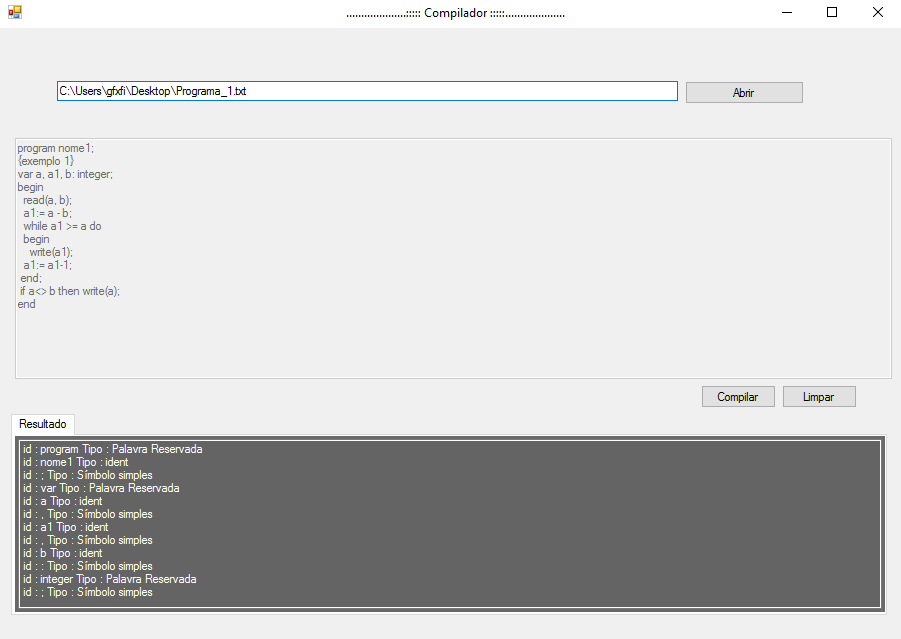 ....................::::: Compilador :::::....................
C:\Users\gfxfi\Desktop\Programa_1.txt
Abrir
program nome1;
{exemplo 1}
var a, a1, b: integer;
begin
read(a, b);
a1:= a - b;
while a1 >= a do
begin
write(a1);
a1:= a1-1;
end;
if a<> b then write(a);
end
Compilar
Limpar
Resultado
id : program Tipo : Palavra Reservada
id : nome1 Tipo : ident
id : ; Tipo : Símbolo simples
id : var Tipo : Palavra Reservada
id : a Tipo : ident
id : , Tipo : Símbolo simples
id : a1 Tipo : ident
id : , Tipo : Símbolo simples
id : b Tipo : ident
id : : Tipo : Símbolo simples
id : integer Tipo : Palavra Reservada
id : ; Tipo : Símbolo simples